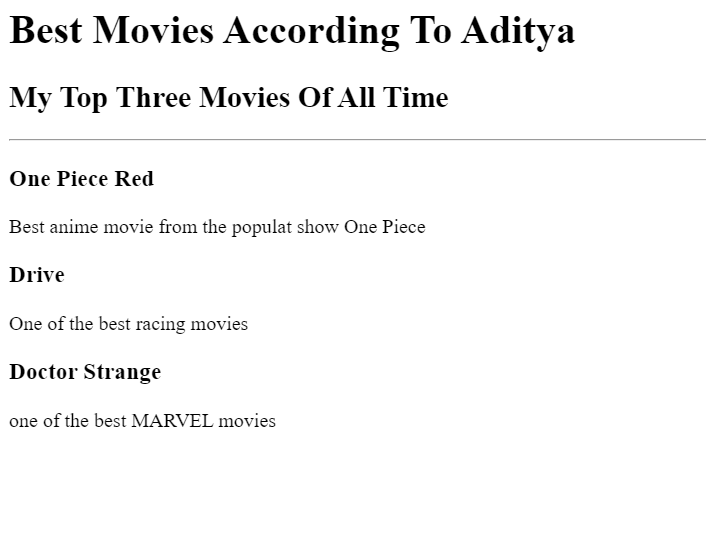 Best Movies According To Aditya
My Top Three Movies Of All Time
One Piece Red
Best anime movie from the populat show One Piece
Drive
One of the best racing movies
Doctor Strange
one of the best MARVEL movies